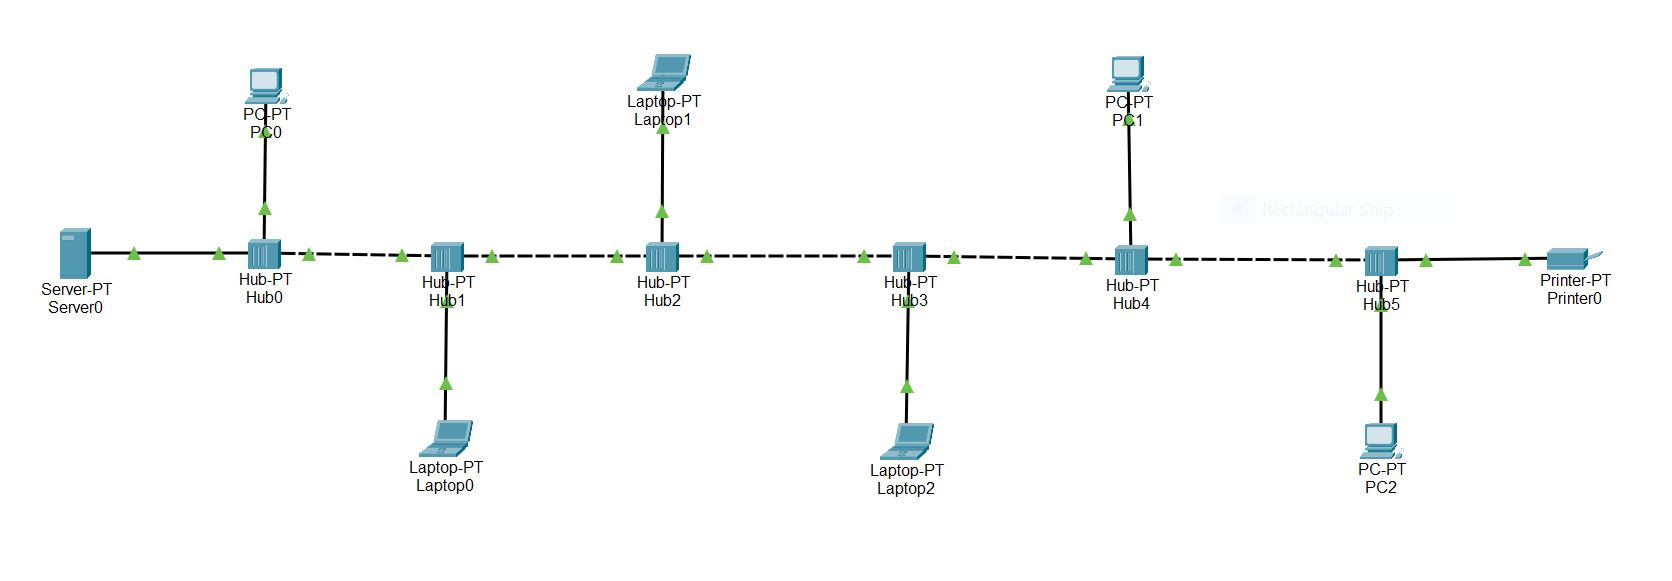 PC-PT
PC0
Laptop-PT
Laptop1
PC-PT
PC1
Rectangular Snip
Server-PT
Server0
Hub-PT
Hub0
Hub-PT
Hub1
Hub-PT
Hub2
Hub-PT
Hub3
Hub-PT
Hub4
Hub-PT
Hub5
Printer-PT
Printer0
Laptop-PT
Laptop0
Laptop-PT
Laptop2
PC-PT
PC2